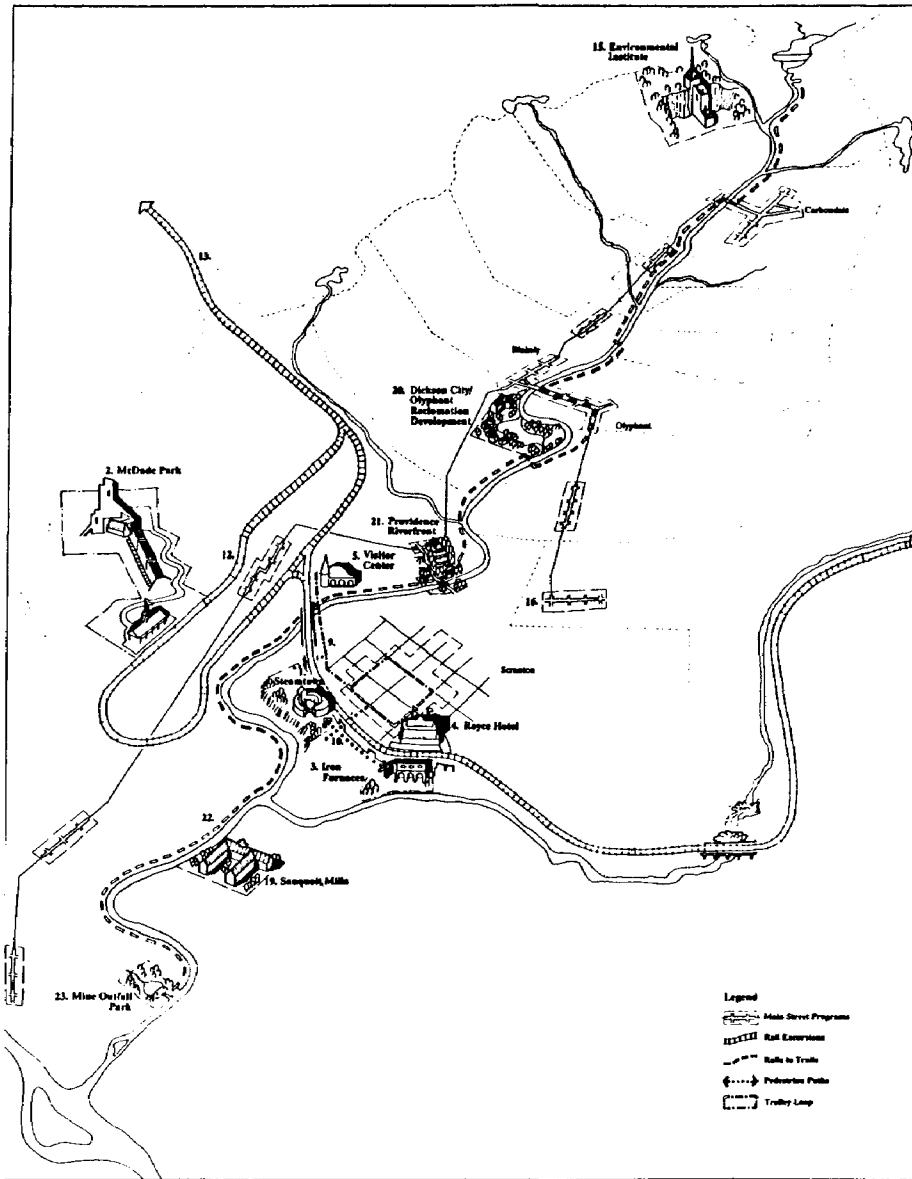 15. Environmental
Institute
Carbondale
13.
Blakely
20. Dickson City/
Olyphant
Reclamation
Development
Olyphant
2. McDade Park
21. Providence
Riverfront
12.
5. Visitor
Center
16.
9.
Scranton
Steamtown
4. Royce Hotel
10.
3. Iron
Furnaces
22.
19. Sauquoit Mills
23. Mine Outfall
Park
Legend
Main Street Programs
Rail Excursions
Rails to Trails
Pedestrian Paths
Trolley Loop